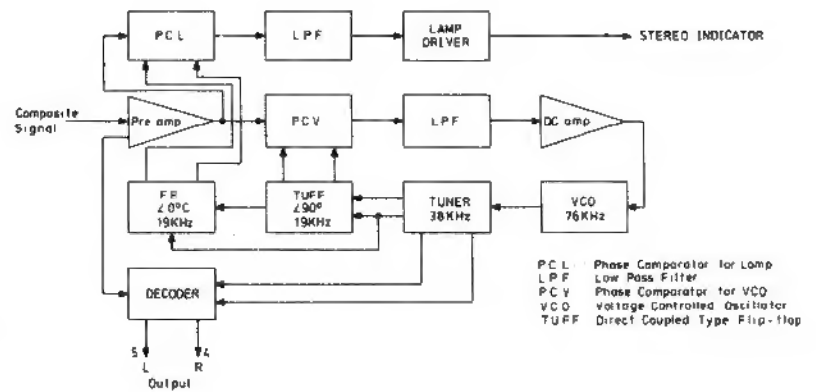 PCL
LPF
LAMP
DRIVER
STEREO INDICATOR
Composite
Signal
Pre amp
PCV
LPF
DC amp
FF
∠0°C
19KHz
TUFF
∠90°
19KHz
TUNER
38KHz
VCO
76KHz
DECODER
5
L
4
R
Output
PCL Phase Comparator for Lamp
LPF Low Pass Filter
PCV Phase Comparator for VCO
VCO Voltage Controlled Oscillator
TUFF Direct Coupled Type Flip-flop